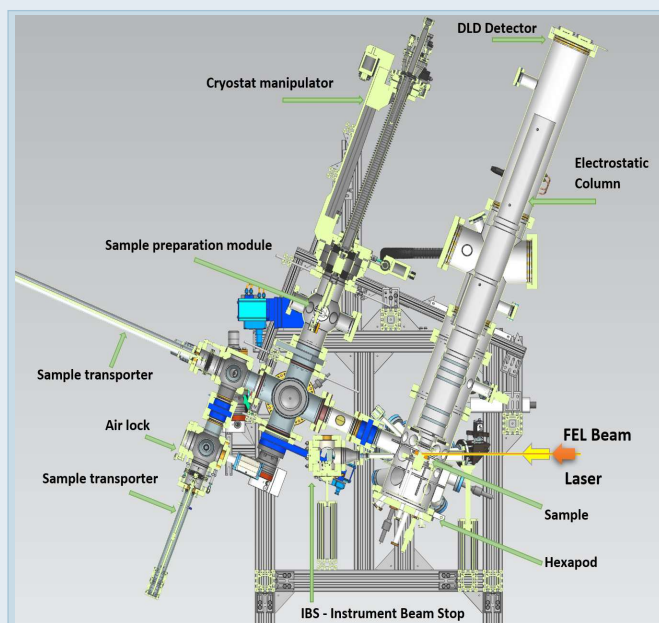 DLD Detector
Cryostat manipulator
Electrostatic
Column
Sample preparation module
Sample transporter
Air lock
FEL Beam
Sample transporter
Laser
Sample
Hexapod
IBS - Instrument Beam Stop